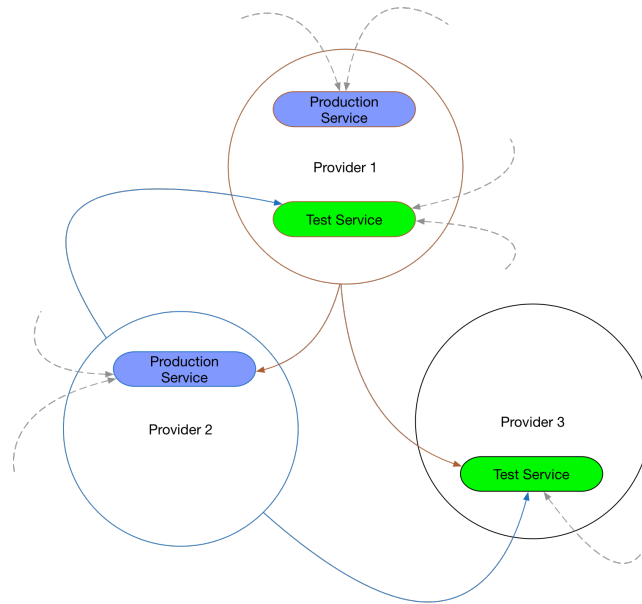 Production
Service
Provider 1
Test Service
Production
Service
Provider 2
Provider 3
Test Service